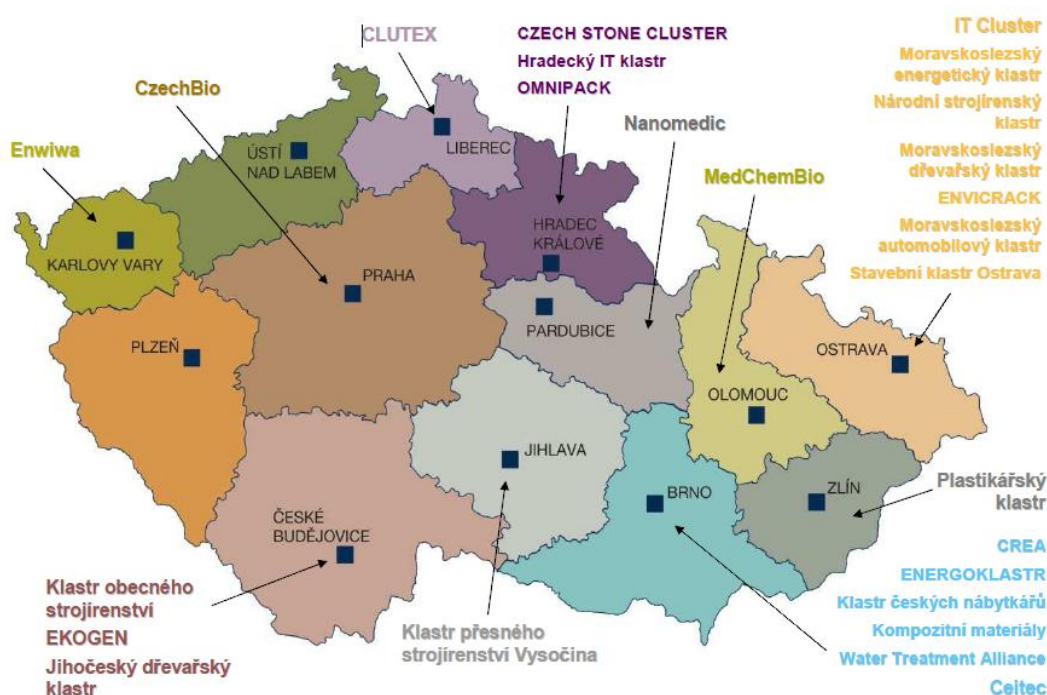 CLUTEX
CZECH STONE CLUSTER
Hradecký IT klastr
OMNIPACK
IT Cluster
Moravskoslezský
energetický klastr
Národní strojírenský
klastr
Moravskoslezský
dřevařský klastr
ENVICRACK
Moravskoslezský
automobilový klastr
Stavební klastr Ostrava
CzechBio
Nanomedic
Enwiwa
MedChemBio
ÚSTÍ
NAD LABEM
LIBEREC
HRADEC
KRÁLOVÉ
KARLOVY VARY
PRAHA
PARDUBICE
PLZEŇ
OSTRAVA
OLOMOUC
JIHLAVA
BRNO
ZLÍN
ČESKÉ
BUDĚJOVICE
Plastikářský
klastr
CREA
ENERGOKLASTR
Klastr českých nábytkářů
Kompozitní materiály
Water Treatment Alliance
Ceitec
Klastr obecného
strojírenství
EKOGEN
Jihočeský dřevařský
klastr
Klastr přesného
strojírenství Vysočina